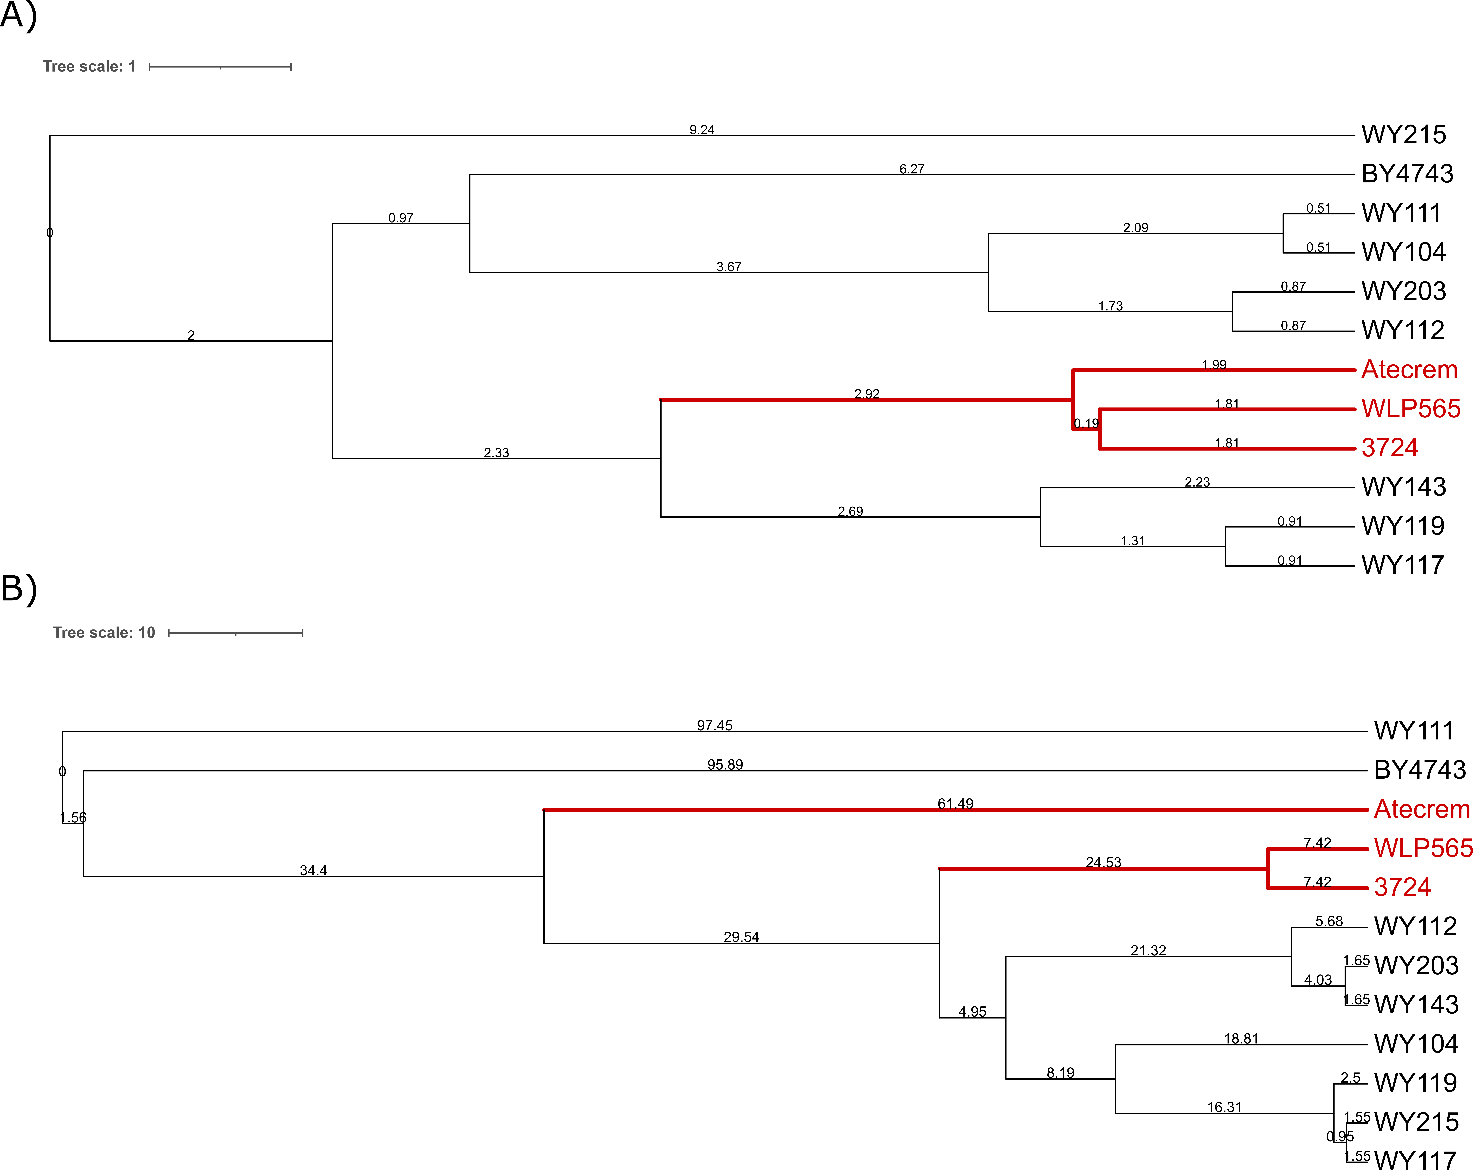 A)
Tree scale: 1
9.24
WY215
6.27
BY4743
0.51
WY111
0.97
2.09
0
0.51
WY104
3.67
0.87
WY203
1.73
0.87
WY112
2
1.99
Atecrem
2.92
1.81
WLP565
0.19
1.81
3724
2.33
2.23
WY143
2.69
0.91
WY119
1.31
0.91
WY117
B)
Tree scale: 10
97.45
WY111
0
95.89
BY4743
1.56
61.49
Atecrem
7.42
WLP565
34.4
24.53
7.42
3724
5.68
WY112
29.54
21.32
1.65
WY203
4.03
1.65
WY143
4.95
18.81
WY104
8.19
2.5
WY119
16.31
1.55
WY215
0.95
1.55
WY117